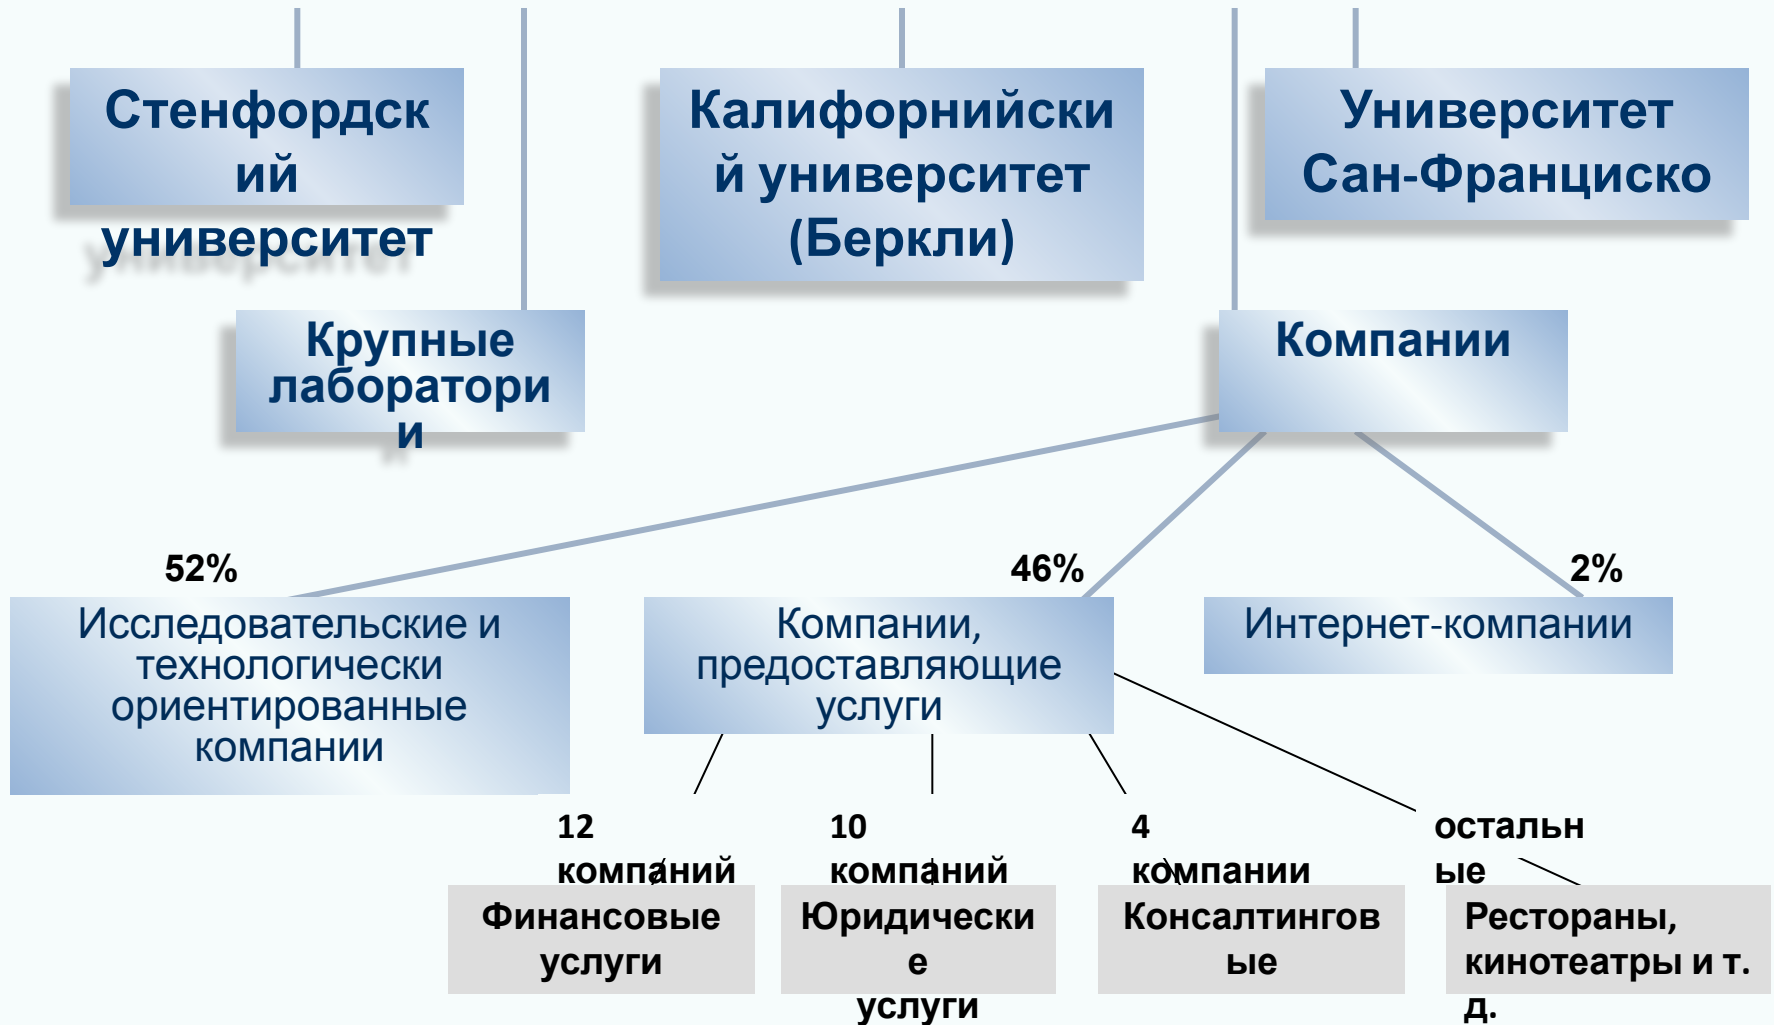 Стенфордск
ий
университет
Калифорнийски
й университет
(Беркли)
Университет
Сан-Франциско
Крупные
лаборатори
и
Компании
52%
46%
2%
Исследовательские и
технологически
ориентированные
компании
Компании,
предоставляющие
услуги
Интернет-компании
12
компаний
10
компаний
4
компании
остальн
ые
Финансовые
услуги
Юридически
е
услуги
Консалтингов
ые
Рестораны,
кинотеатры и т.
д.